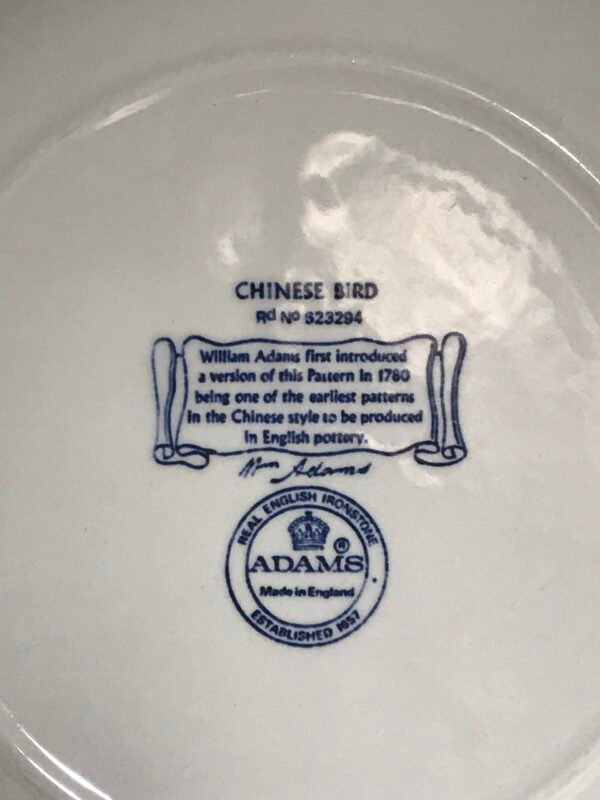 CHINESE BIRD
Rd No 623294
William Adams first introduced
a version of this Pattern in 1780
being one of the earliest patterns
in the Chinese style to be produced
in English pottery.
Wm Adams
REAL ENGLISH IRONSTONE
ADAMS ®
Made in England
ESTABLISHED 1657